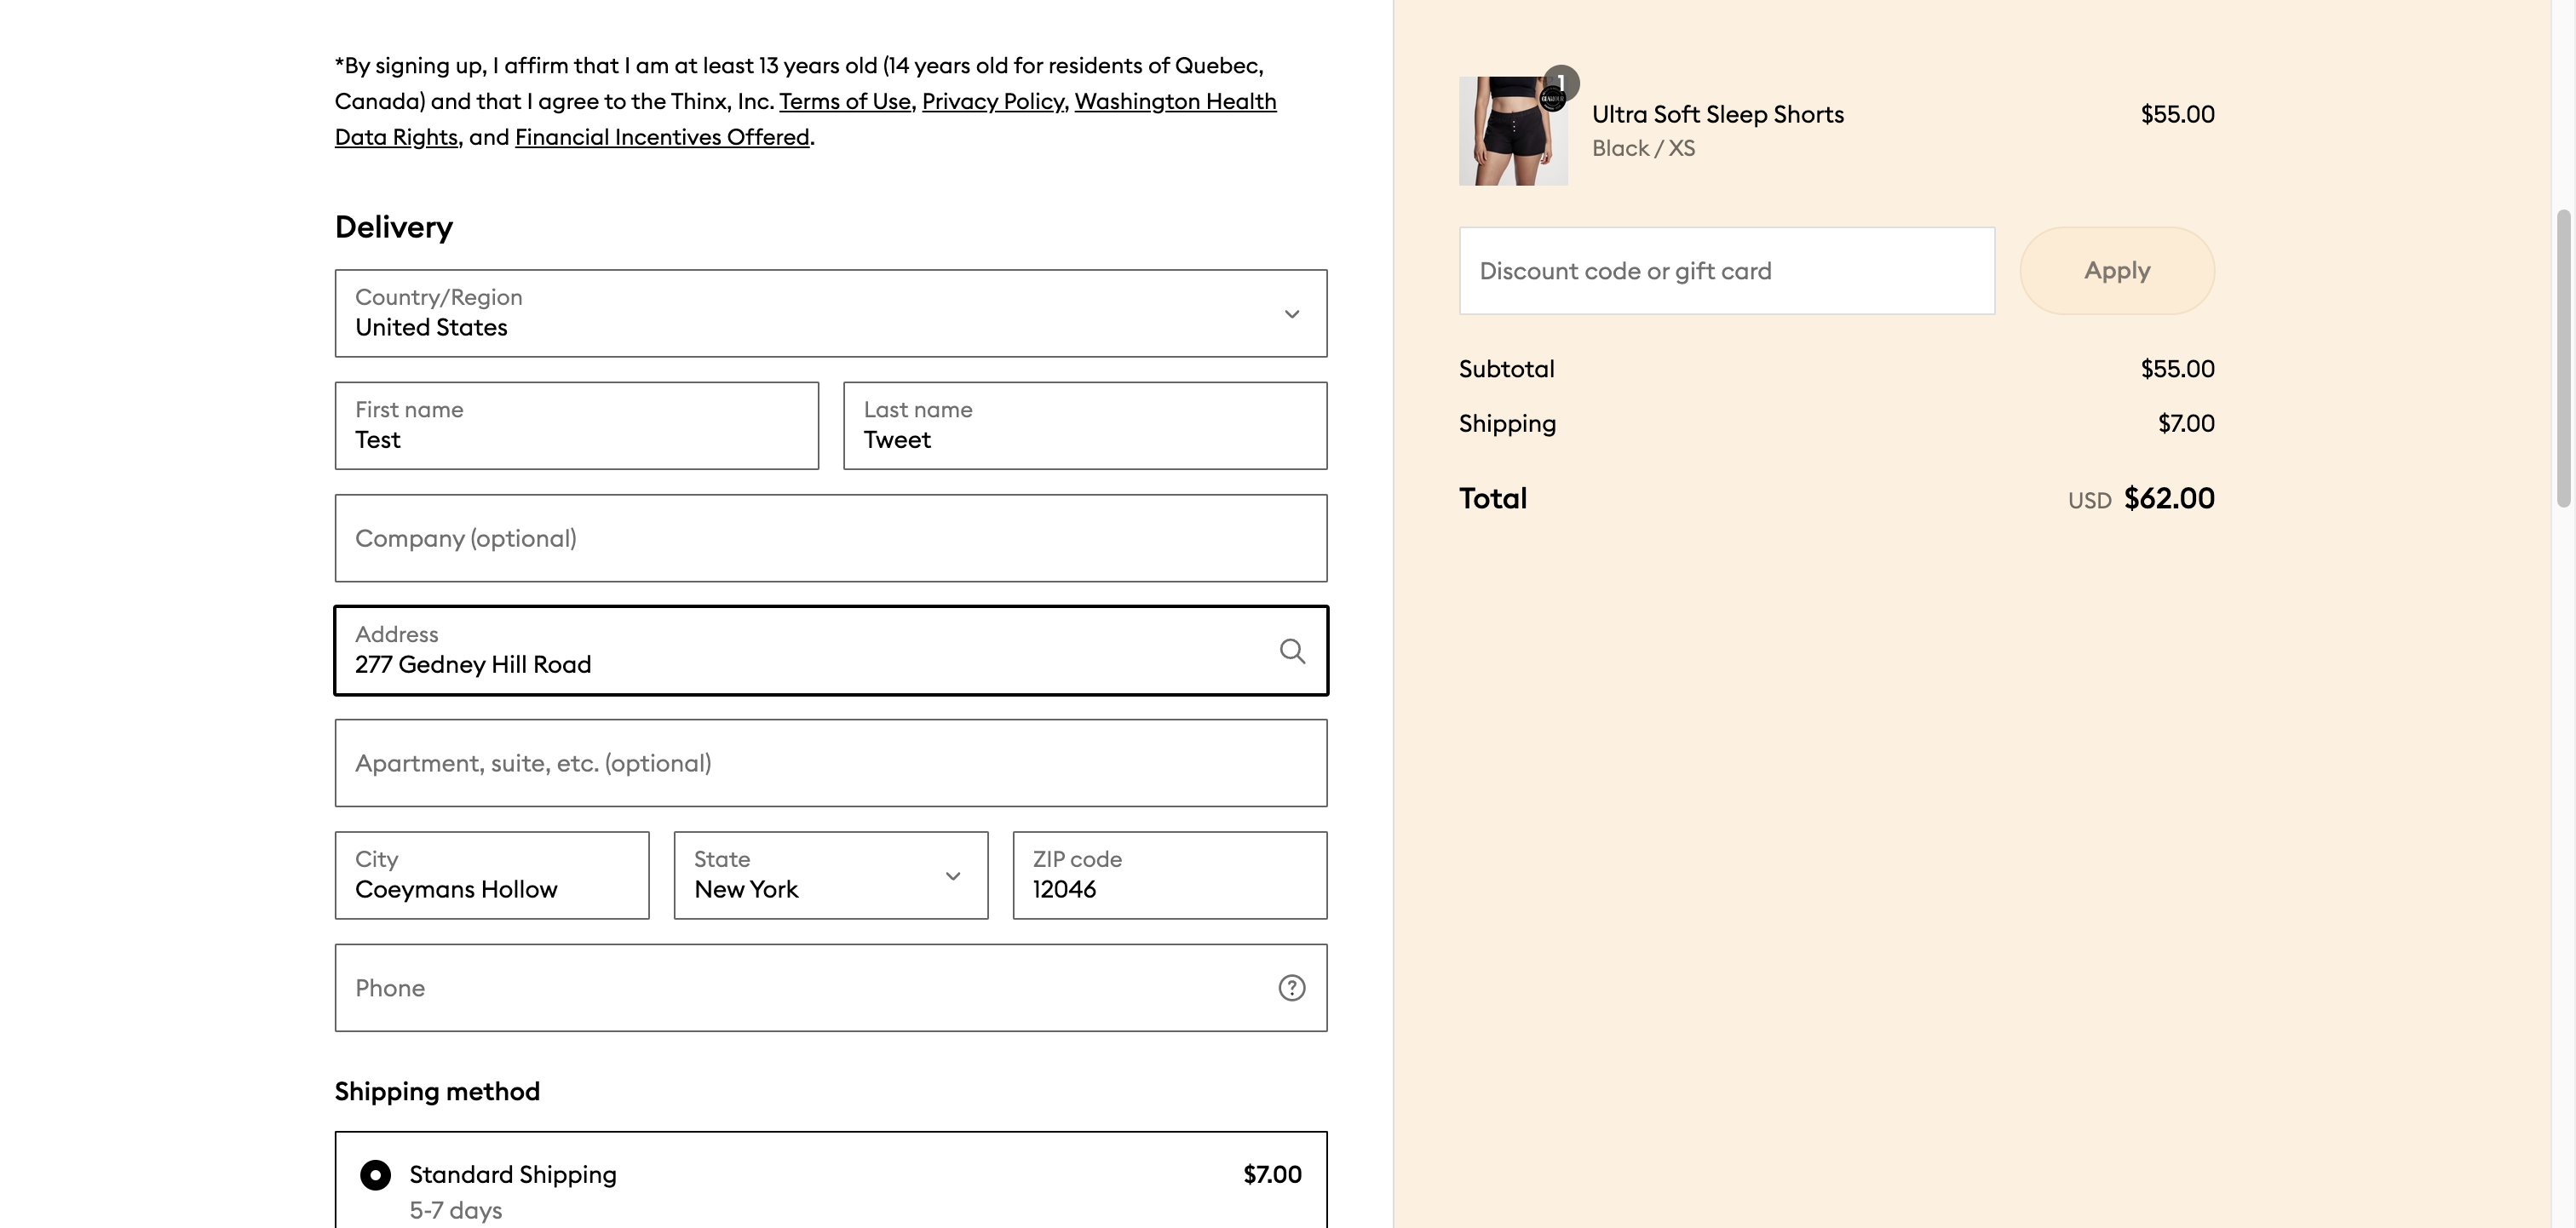 *By signing up, I affirm that I am at least 13 years old (14 years old for residents of Quebec,
Canada) and that I agree to the Thinx, Inc. Terms of Use, Privacy Policy, Washington Health
Data Rights, and Financial Incentives Offered.
Delivery
Country/Region
United States
First name
Test
Last name
Tweet
Company (optional)
Address
277 Gedney Hill Road
Apartment, suite, etc. (optional)
City
Coeymans Hollow
State
New York
ZIP code
12046
Phone
Shipping method
Standard Shipping
$7.00
5-7 days
1
Ultra Soft Sleep Shorts
$55.00
Black / XS
Discount code or gift card
Apply
Subtotal
$55.00
Shipping
$7.00
Total
USD $62.00